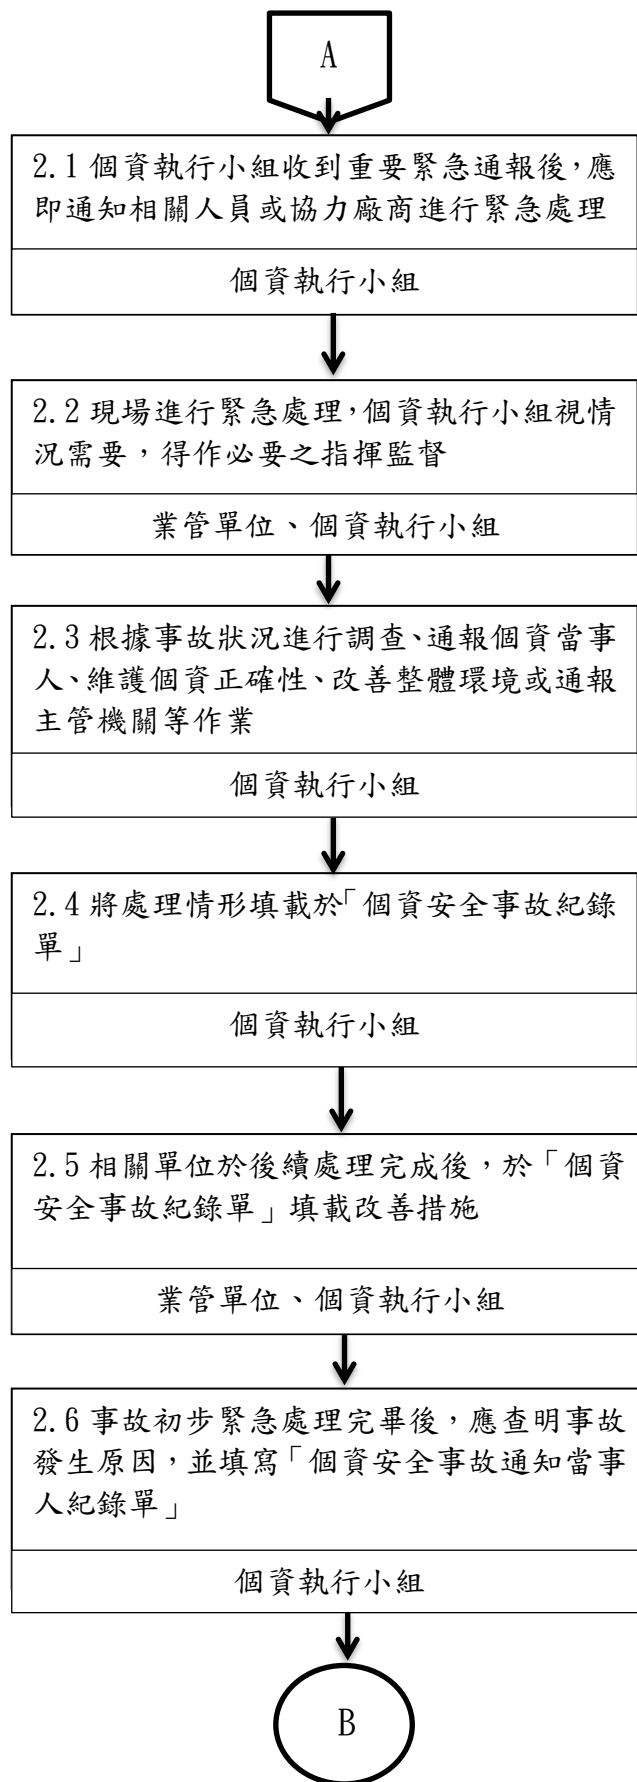 A
2.1 個資執行小組收到重要緊急通報後,應
即通知相關人員或協力廠商進行緊急處理
個資執行小組
2.2 現場進行緊急處理,個資執行小組視情
況需要,得作必要之指揮監督
業管單位、個資執行小組
2.3 根據事故狀況進行調查、通報個資當事
人、維護個資正確性、改善整體環境或通報
主管機關等作業
個資執行小組
2.4 將處理情形填載於「個資安全事故紀錄
單」
個資執行小組
2.5 相關單位於後續處理完成後,於「個資
安全事故紀錄單」填載改善措施
業管單位、個資執行小組
2.6 事故初步緊急處理完畢後,應查明事故
發生原因,並填寫「個資安全事故通知當事
人紀錄單」
個資執行小組
B